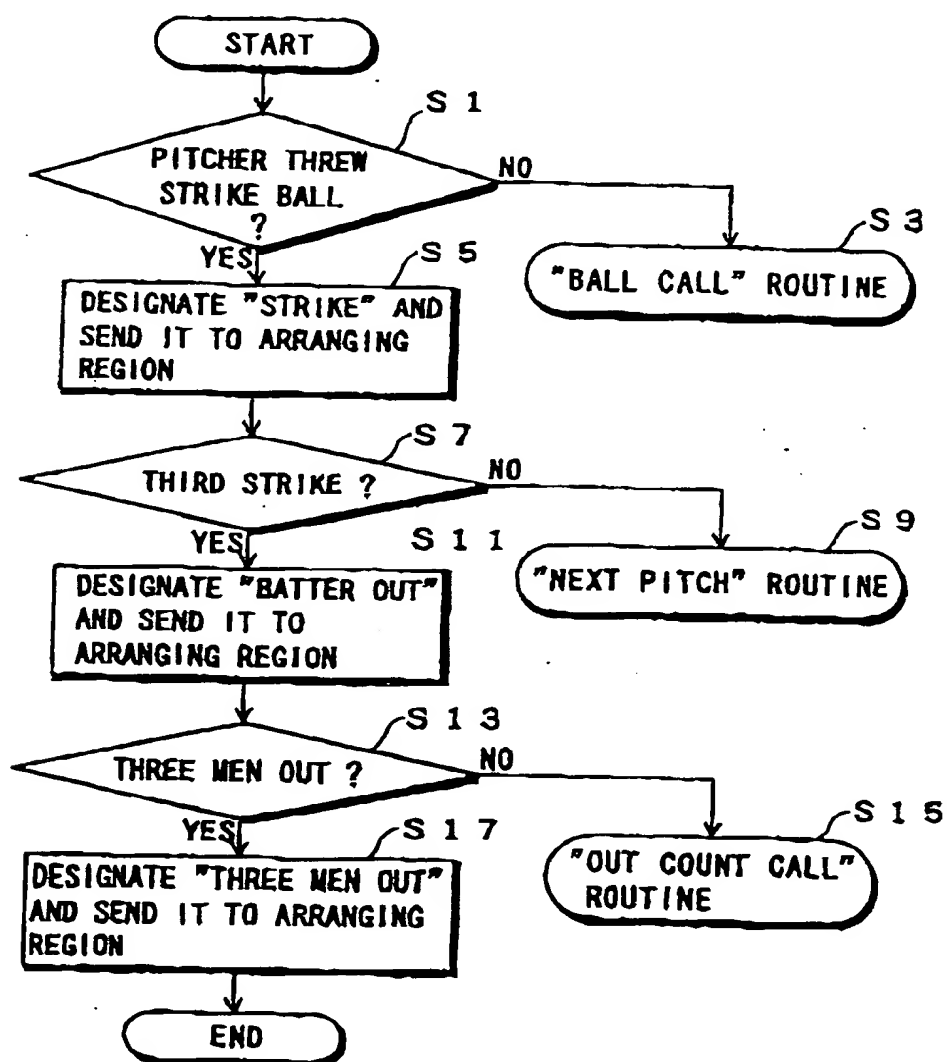 START
S 1
PITCHER THREW
STRIKE BALL
?
NO
YES
S 3
"BALL CALL" ROUTINE
S 5
DESIGNATE "STRIKE" AND
SEND IT TO ARRANGING
REGION
S 7
THIRD STRIKE ?
NO
YES
S 9
"NEXT PITCH" ROUTINE
S 1 1
DESIGNATE "BATTER OUT"
AND SEND IT TO
ARRANGING REGION
S 1 3
THREE MEN OUT ?
NO
YES
S 1 5
"OUT COUNT CALL"
ROUTINE
S 1 7
DESIGNATE "THREE MEN OUT"
AND SEND IT TO ARRANGING
REGION
END